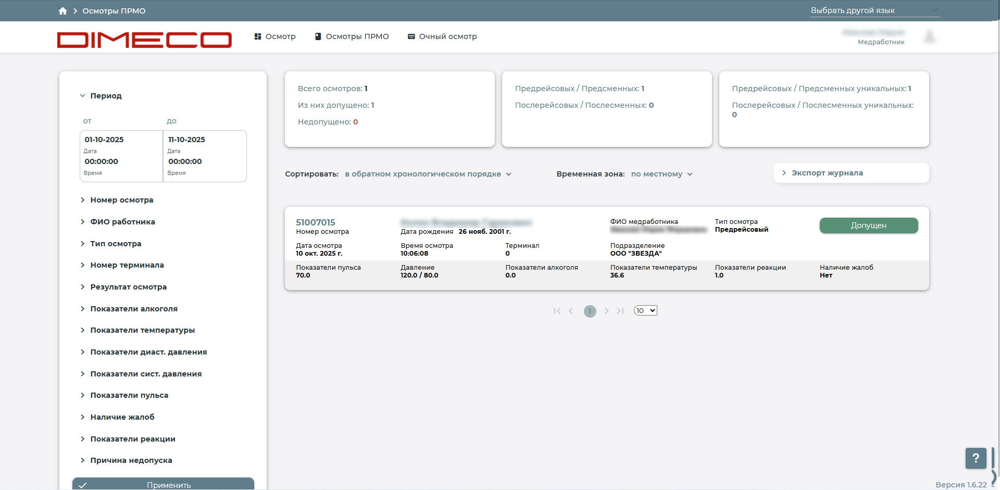 Осмотры ПРМО
Выбрать другой язык
DIMECO
Осмотр
Осмотры ПРМО
Очный осмотр
Медработник
Период
от
до
01-10-2025
11-10-2025
Дата
Дата
00:00:00
00:00:00
Время
Время
Номер осмотра
ФИО работника
Тип осмотра
Номер терминала
Результат осмотра
Показатели алкоголя
Показатели температуры
Показатели диаст. давления
Показатели сист. давления
Показатели пульса
Наличие жалоб
Показатели реакции
Причина недопуска
Применить
Всего осмотров: 1
Из них допущено: 1
Недопущено: 0
Предрейсовых / Предсменных: 1
Послерейсовых / Послесменных: 0
Предрейсовых / Предсменных уникальных: 1
Послерейсовых / Послесменных уникальных:
0
Сортировать: в обратном хронологическом порядке
Временная зона: по местному
Экспорт журнала
51007015
Номер осмотра
Дата рождения 26 нояб. 2001 г.
ФИО медработника
Тип осмотра
Предрейсовый
Допущен
Дата осмотра
10 окт. 2025 г.
Время осмотра
10:06:08
Терминал
0
Подразделение
ООО "ЗВЕЗДА"
Показатели пульса
70.0
Давление
120.0 / 80.0
Показатели алкоголя
0.0
Показатели температуры
36.6
Показатели реакции
1.0
Наличие жалоб
Нет
1
10
?
Версия 1.6.22